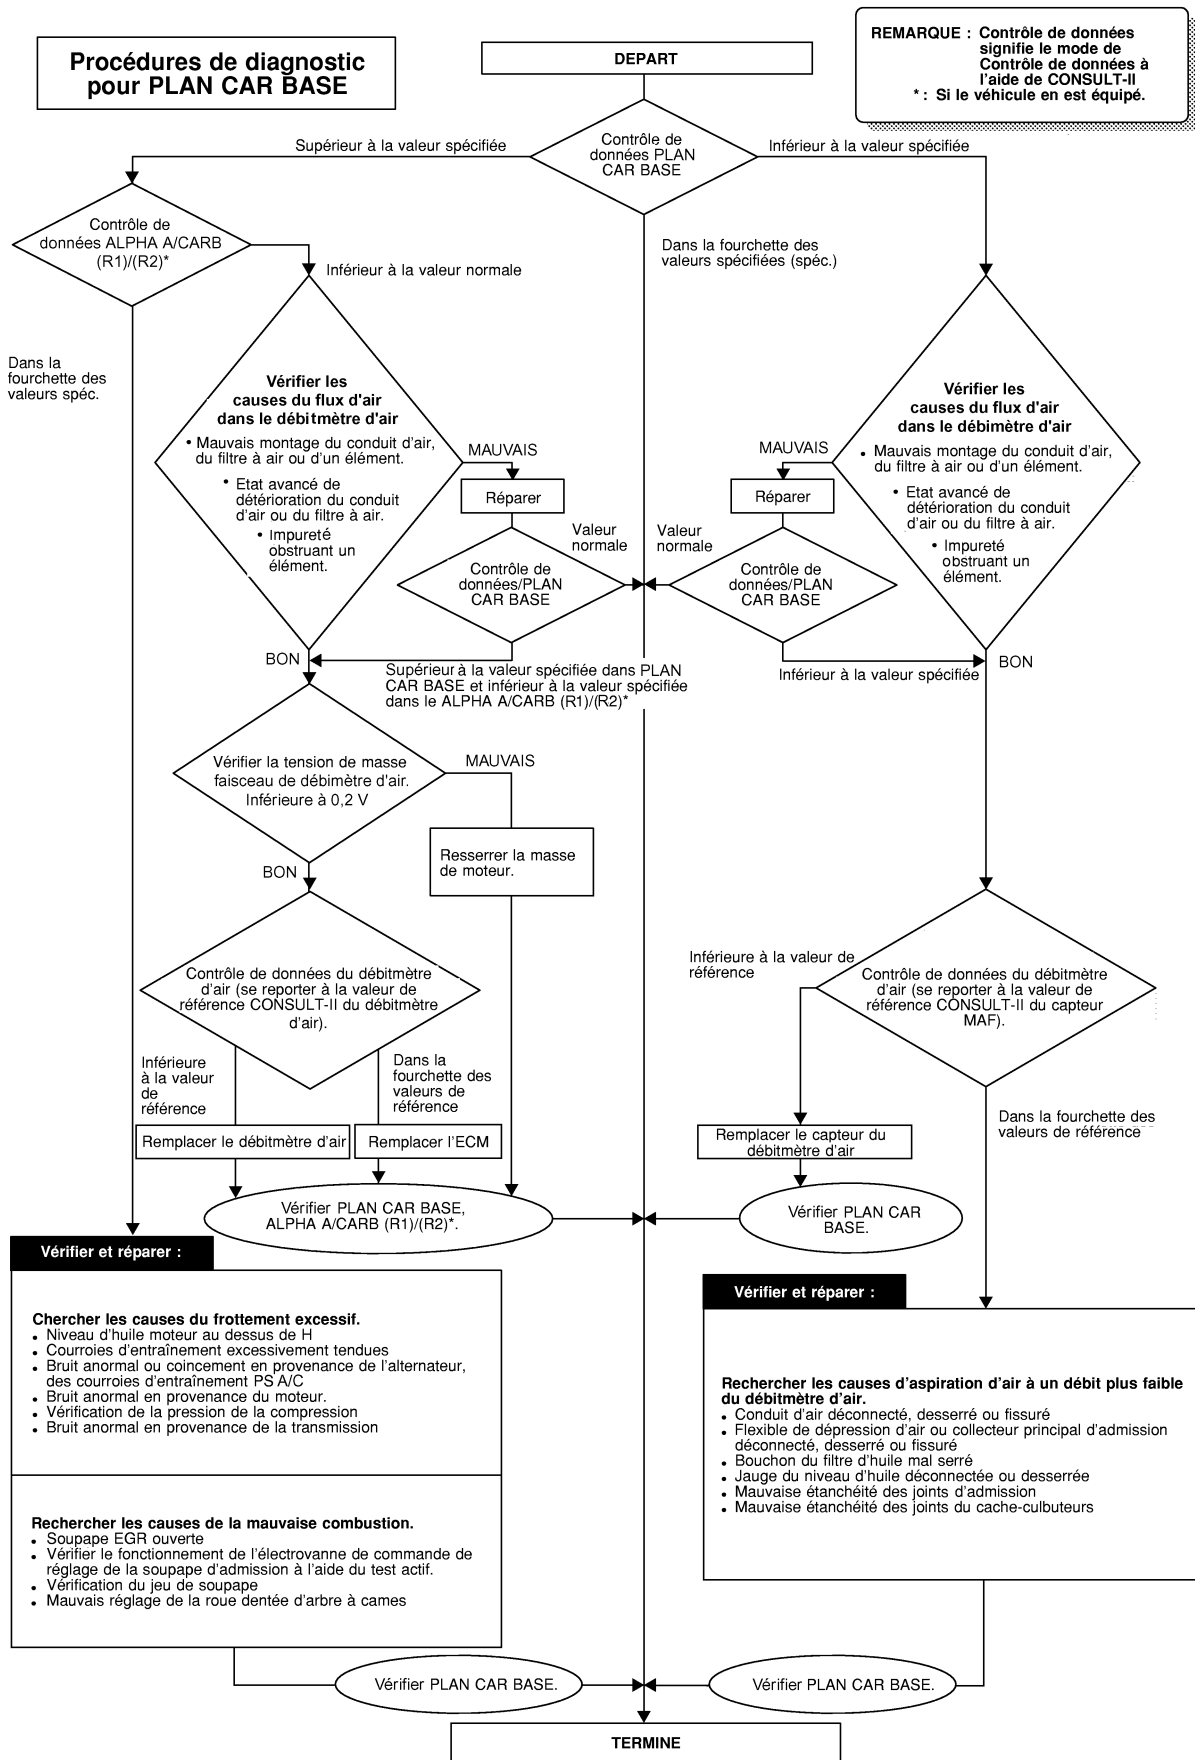 Procédures de diagnostic
pour PLAN CAR BASE
DEPART
REMARQUE : Contrôle de données
signifie le mode de
Contrôle de données à
l'aide de CONSULT-II
* : Si le véhicule en est équipé.
Supérieur à la valeur spécifiée
Contrôle de
données PLAN
CAR BASE
Inférieur à la valeur spécifiée
Contrôle de
données ALPHA A/CARB
(R1)/(R2)*
Inférieur à la valeur normale
Dans la fourchette des
valeurs spécifiées (spéc.)
Dans la
fourchette des
valeurs spéc.
Vérifier les
causes du flux d'air
dans le débitmètre d'air
• Mauvais montage du conduit d'air,
du filtre à air ou d'un élément.
• Etat avancé de
détérioration du conduit
d'air ou du filtre à air.
• Impureté
obstruant un
élément.
MAUVAIS
Réparer
Valeur
normale
Contrôle de
données/PLAN
CAR BASE
MAUVAIS
Réparer
Valeur
normale
Contrôle de
données/PLAN
CAR BASE
Vérifier les
causes du flux d'air
dans le débimètre d'air
• Mauvais montage du conduit d'air,
du filtre à air ou d'un élément.
• Etat avancé de
détérioration du conduit
d'air ou du filtre à air.
• Impureté
obstruant un
élément.
BON
Supérieur à la valeur spécifiée dans PLAN
CAR BASE et inférieur à la valeur spécifiée
dans le ALPHA A/CARB (R1)/(R2)*
Inférieur à la valeur spécifiée
BON
Vérifier la tension de masse
faisceau de débimètre d'air.
Inférieure à 0,2 V
MAUVAIS
Resserrer la masse
de moteur.
BON
Contrôle de données du débitmètre
d'air (se reporter à la valeur de
référence CONSULT-II du débitmètre
d'air).
Inférieure à la valeur de
référence
Contrôle de données du débitmètre
d'air (se reporter à la valeur de
référence CONSULT-II du capteur
MAF).
Inférieure
à la valeur
de
référence
Dans la
fourchette des
valeurs de
référence
Dans la fourchette des
valeurs de référence
Remplacer le débitmètre d'air
Remplacer l'ECM
Remplacer le capteur du
débitmètre d'air
Vérifier PLAN CAR BASE,
ALPHA A/CARB (R1)/(R2)*.
Vérifier PLAN CAR
BASE.
Vérifier et réparer :
Chercher les causes du frottement excessif.
• Niveau d'huile moteur au dessus de H
• Courroies d'entraînement excessivement tendues
• Bruit anormal ou coincement en provenance de l'alternateur,
des courroies d'entraînement PS A/C
• Bruit anormal en provenance du moteur.
• Vérification de la pression de la compression
• Bruit anormal en provenance de la transmission
Rechercher les causes de la mauvaise combustion.
• Soupape EGR ouverte
• Vérifier le fonctionnement de l'électrovanne de commande de
réglage de la soupape d'admission à l'aide du test actif.
• Vérification du jeu de soupape
• Mauvais réglage de la roue dentée d'arbre à cames
Vérifier et réparer :
Rechercher les causes d'aspiration d'air à un débit plus faible
du débitmètre d'air.
• Conduit d'air déconnecté, desserré ou fissuré
• Flexible de dépression d'air ou collecteur principal d'admission
déconnecté, desserré ou fissuré
• Bouchon du filtre d'huile mal serré
• Jauge du niveau d'huile déconnectée ou desserrée
• Mauvaise étanchéité des joints d'admission
• Mauvaise étanchéité des joints du cache-culbuteurs
Vérifier PLAN CAR BASE.
Vérifier PLAN CAR BASE.
TERMINE